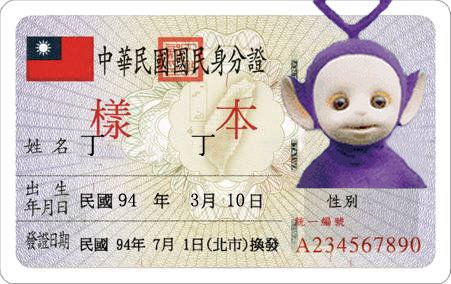 中華民國國民身分證
樣本
姓名 丁 丁
出生年月日 民國 94 年 3月 10日 性別
統一編號
發證日期 民國 94年 7月 1日(北市)換發 A234567890